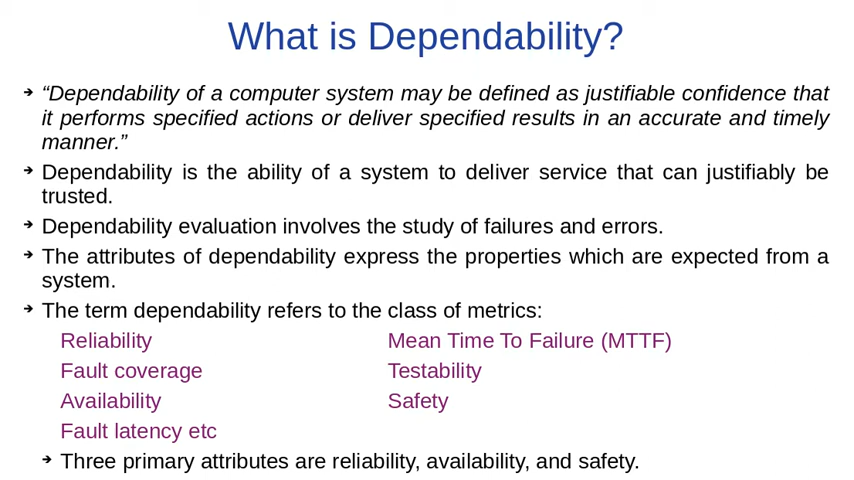 What is Dependability?
➔ “Dependability of a computer system may be defined as justifiable confidence that
it performs specified actions or deliver specified results in an accurate and timely
manner.”
➔ Dependability is the ability of a system to deliver service that can justifiably be
trusted.
➔ Dependability evaluation involves the study of failures and errors.
➔ The attributes of dependability express the properties which are expected from a
system.
➔ The term dependability refers to the class of metrics:
Reliability Mean Time To Failure (MTTF)
Fault coverage Testability
Availability Safety
Fault latency etc
➔ Three primary attributes are reliability, availability, and safety.